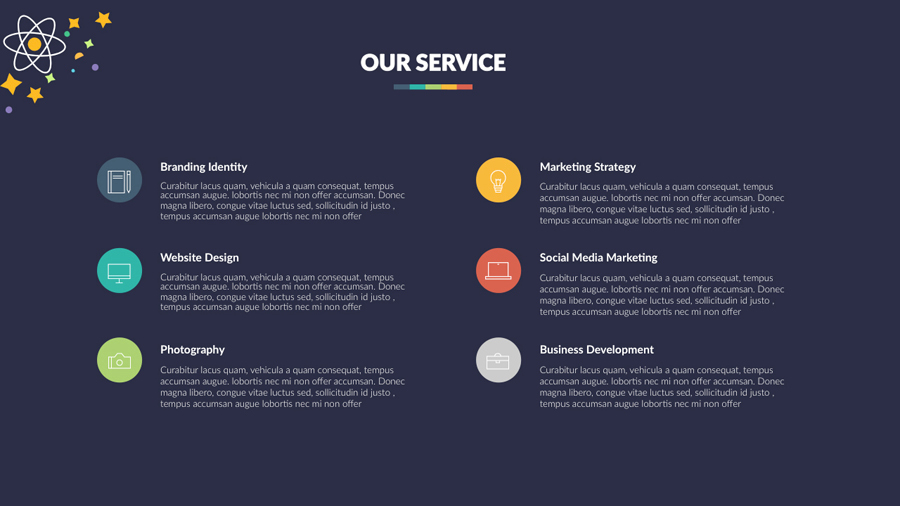 OUR SERVICE
Branding Identity
Curabitur lacus quam, vehicula a quam consequat, tempus
accumsan augue. lobortis nec mi non offer accumsan. Donec
magna libero, congue vitae luctus sed, sollicitudin id justo ,
tempus accumsan augue lobortis nec mi non offer
Website Design
Curabitur lacus quam, vehicula a quam consequat, tempus
accumsan augue. lobortis nec mi non offer accumsan. Donec
magna libero, congue vitae luctus sed, sollicitudin id justo ,
tempus accumsan augue lobortis nec mi non offer
Photography
Curabitur lacus quam, vehicula a quam consequat, tempus
accumsan augue. lobortis nec mi non offer accumsan. Donec
magna libero, congue vitae luctus sed, sollicitudin id justo ,
tempus accumsan augue lobortis nec mi non offer
Marketing Strategy
Curabitur lacus quam, vehicula a quam consequat, tempus
accumsan augue. lobortis nec mi non offer accumsan. Donec
magna libero, congue vitae luctus sed, sollicitudin id justo ,
tempus accumsan augue lobortis nec mi non offer
Social Media Marketing
Curabitur lacus quam, vehicula a quam consequat, tempus
accumsan augue. lobortis nec mi non offer accumsan. Donec
magna libero, congue vitae luctus sed, sollicitudin id justo ,
tempus accumsan augue lobortis nec mi non offer
Business Development
Curabitur lacus quam, vehicula a quam consequat, tempus
accumsan augue. lobortis nec mi non offer accumsan. Donec
magna libero, congue vitae luctus sed, sollicitudin id justo ,
tempus accumsan augue lobortis nec mi non offer